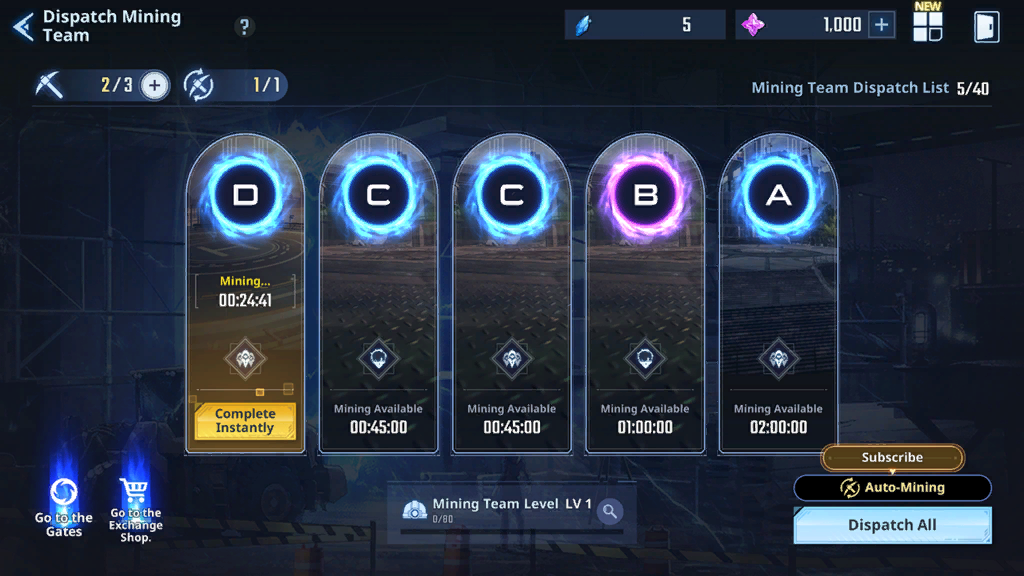 Dispatch Mining
Team
?
5
1,000
NEW
2/3
1/1
Mining Team Dispatch List 5/40
D
C
C
B
A
Mining...
00:24:41
Complete
Instantly
Mining Available
00:45:00
Mining Available
00:45:00
Mining Available
01:00:00
Mining Available
02:00:00
Subscribe
Auto-Mining
Dispatch All
Mining Team Level LV 1
0/80
Go to the
Gates
Go to the
Exchange
Shop.